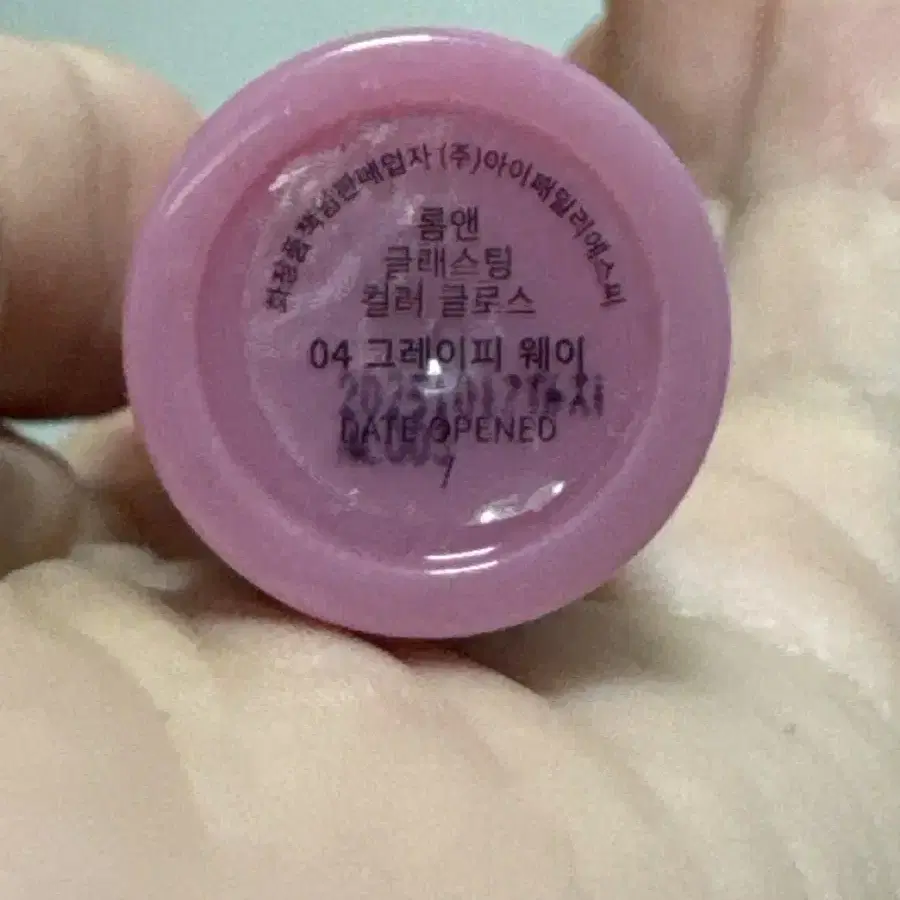 화장품책임판매업자 (주)아이패밀리에스씨
롬앤
글래스팅
컬러 글로스
04 그레이피 웨이
DATE OPENED
/